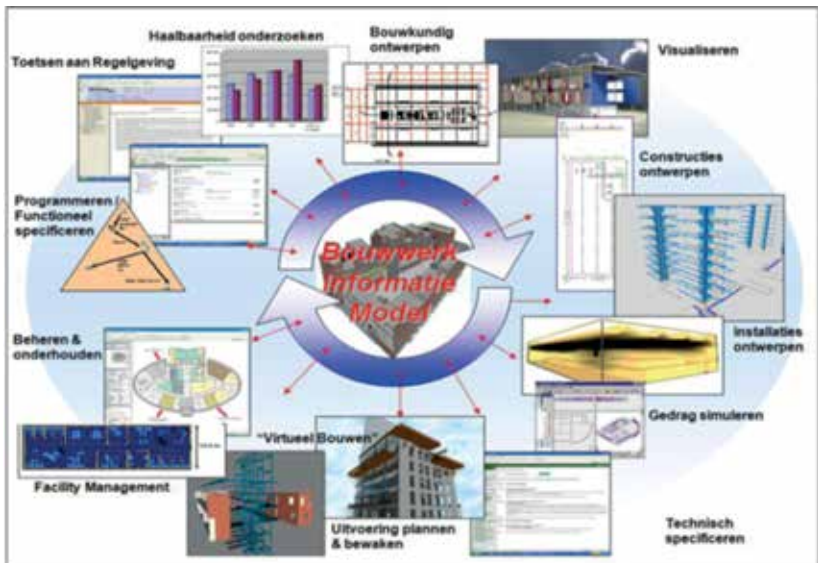 Haalbaarheid onderzoeken
Bouwkundig
ontwerpen
Visualiseren
Toetsen aan Regelgeving
Constructies
ontwerpen
Programmeren /
Functioneel
specificeren
Bouwwerk
Informatie
Model
Installaties
ontwerpen
Beheren &
onderhouden
Gedrag simuleren
"Virtueel Bouwen"
Facility Management
Uitvoering plannen
& bewaken
Technisch
specificeren